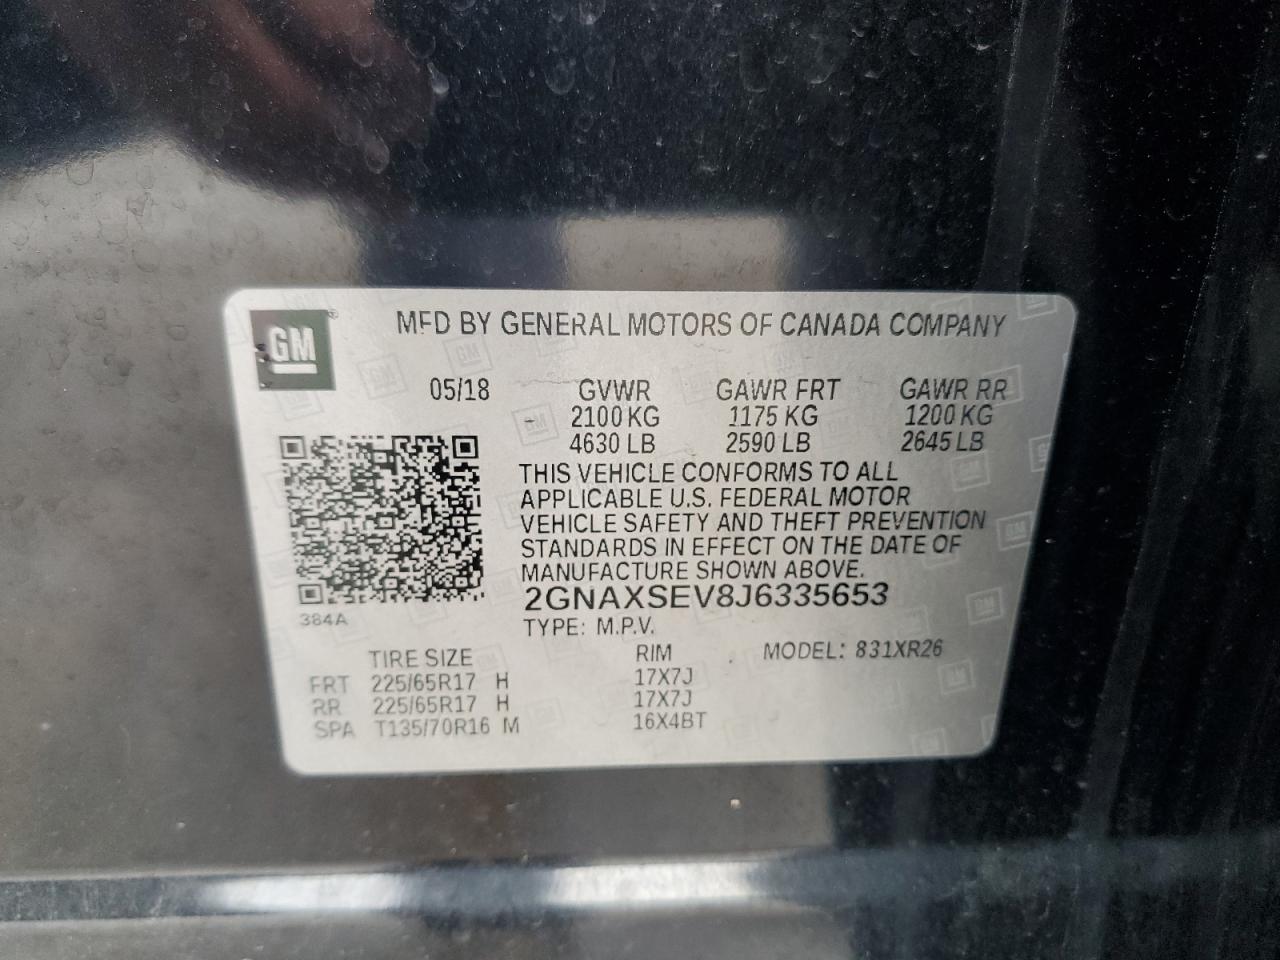 GM
MFD BY GENERAL MOTORS OF CANADA COMPANY
05/18 GVWR GAWR FRT GAWR RR
2100 KG 1175 KG 1200 KG
4630 LB 2590 LB 2645 LB
THIS VEHICLE CONFORMS TO ALL
APPLICABLE U.S. FEDERAL MOTOR
VEHICLE SAFETY AND THEFT PREVENTION
STANDARDS IN EFFECT ON THE DATE OF
MANUFACTURE SHOWN ABOVE.
2GNAXSEV8J6335653
384A
TYPE: M.P.V.
TIRE SIZE RIM MODEL: 831XR26
FRT 225/65R17 H 17X7J
RR 225/65R17 H 17X7J
SPA T135/70R16 M 16X4BT